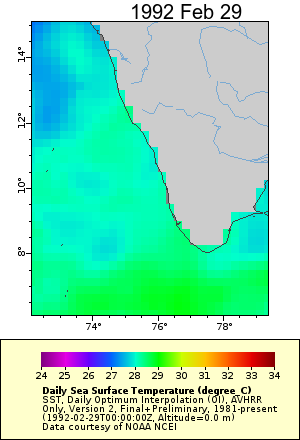 1992 Feb 29
14°
12°
10°
8°
74° 76° 78°
24 25 26 27 28 29 30 31 32 33 34
Daily Sea Surface Temperature (degree_C)
SST, Daily Optimum Interpolation (OI), AVHRR
Only, Version 2, Final+Preliminary, 1981-present
(1992-02-29T00:00:00Z, Altitude=0.0 m)
Data courtesy of NOAA NCEI